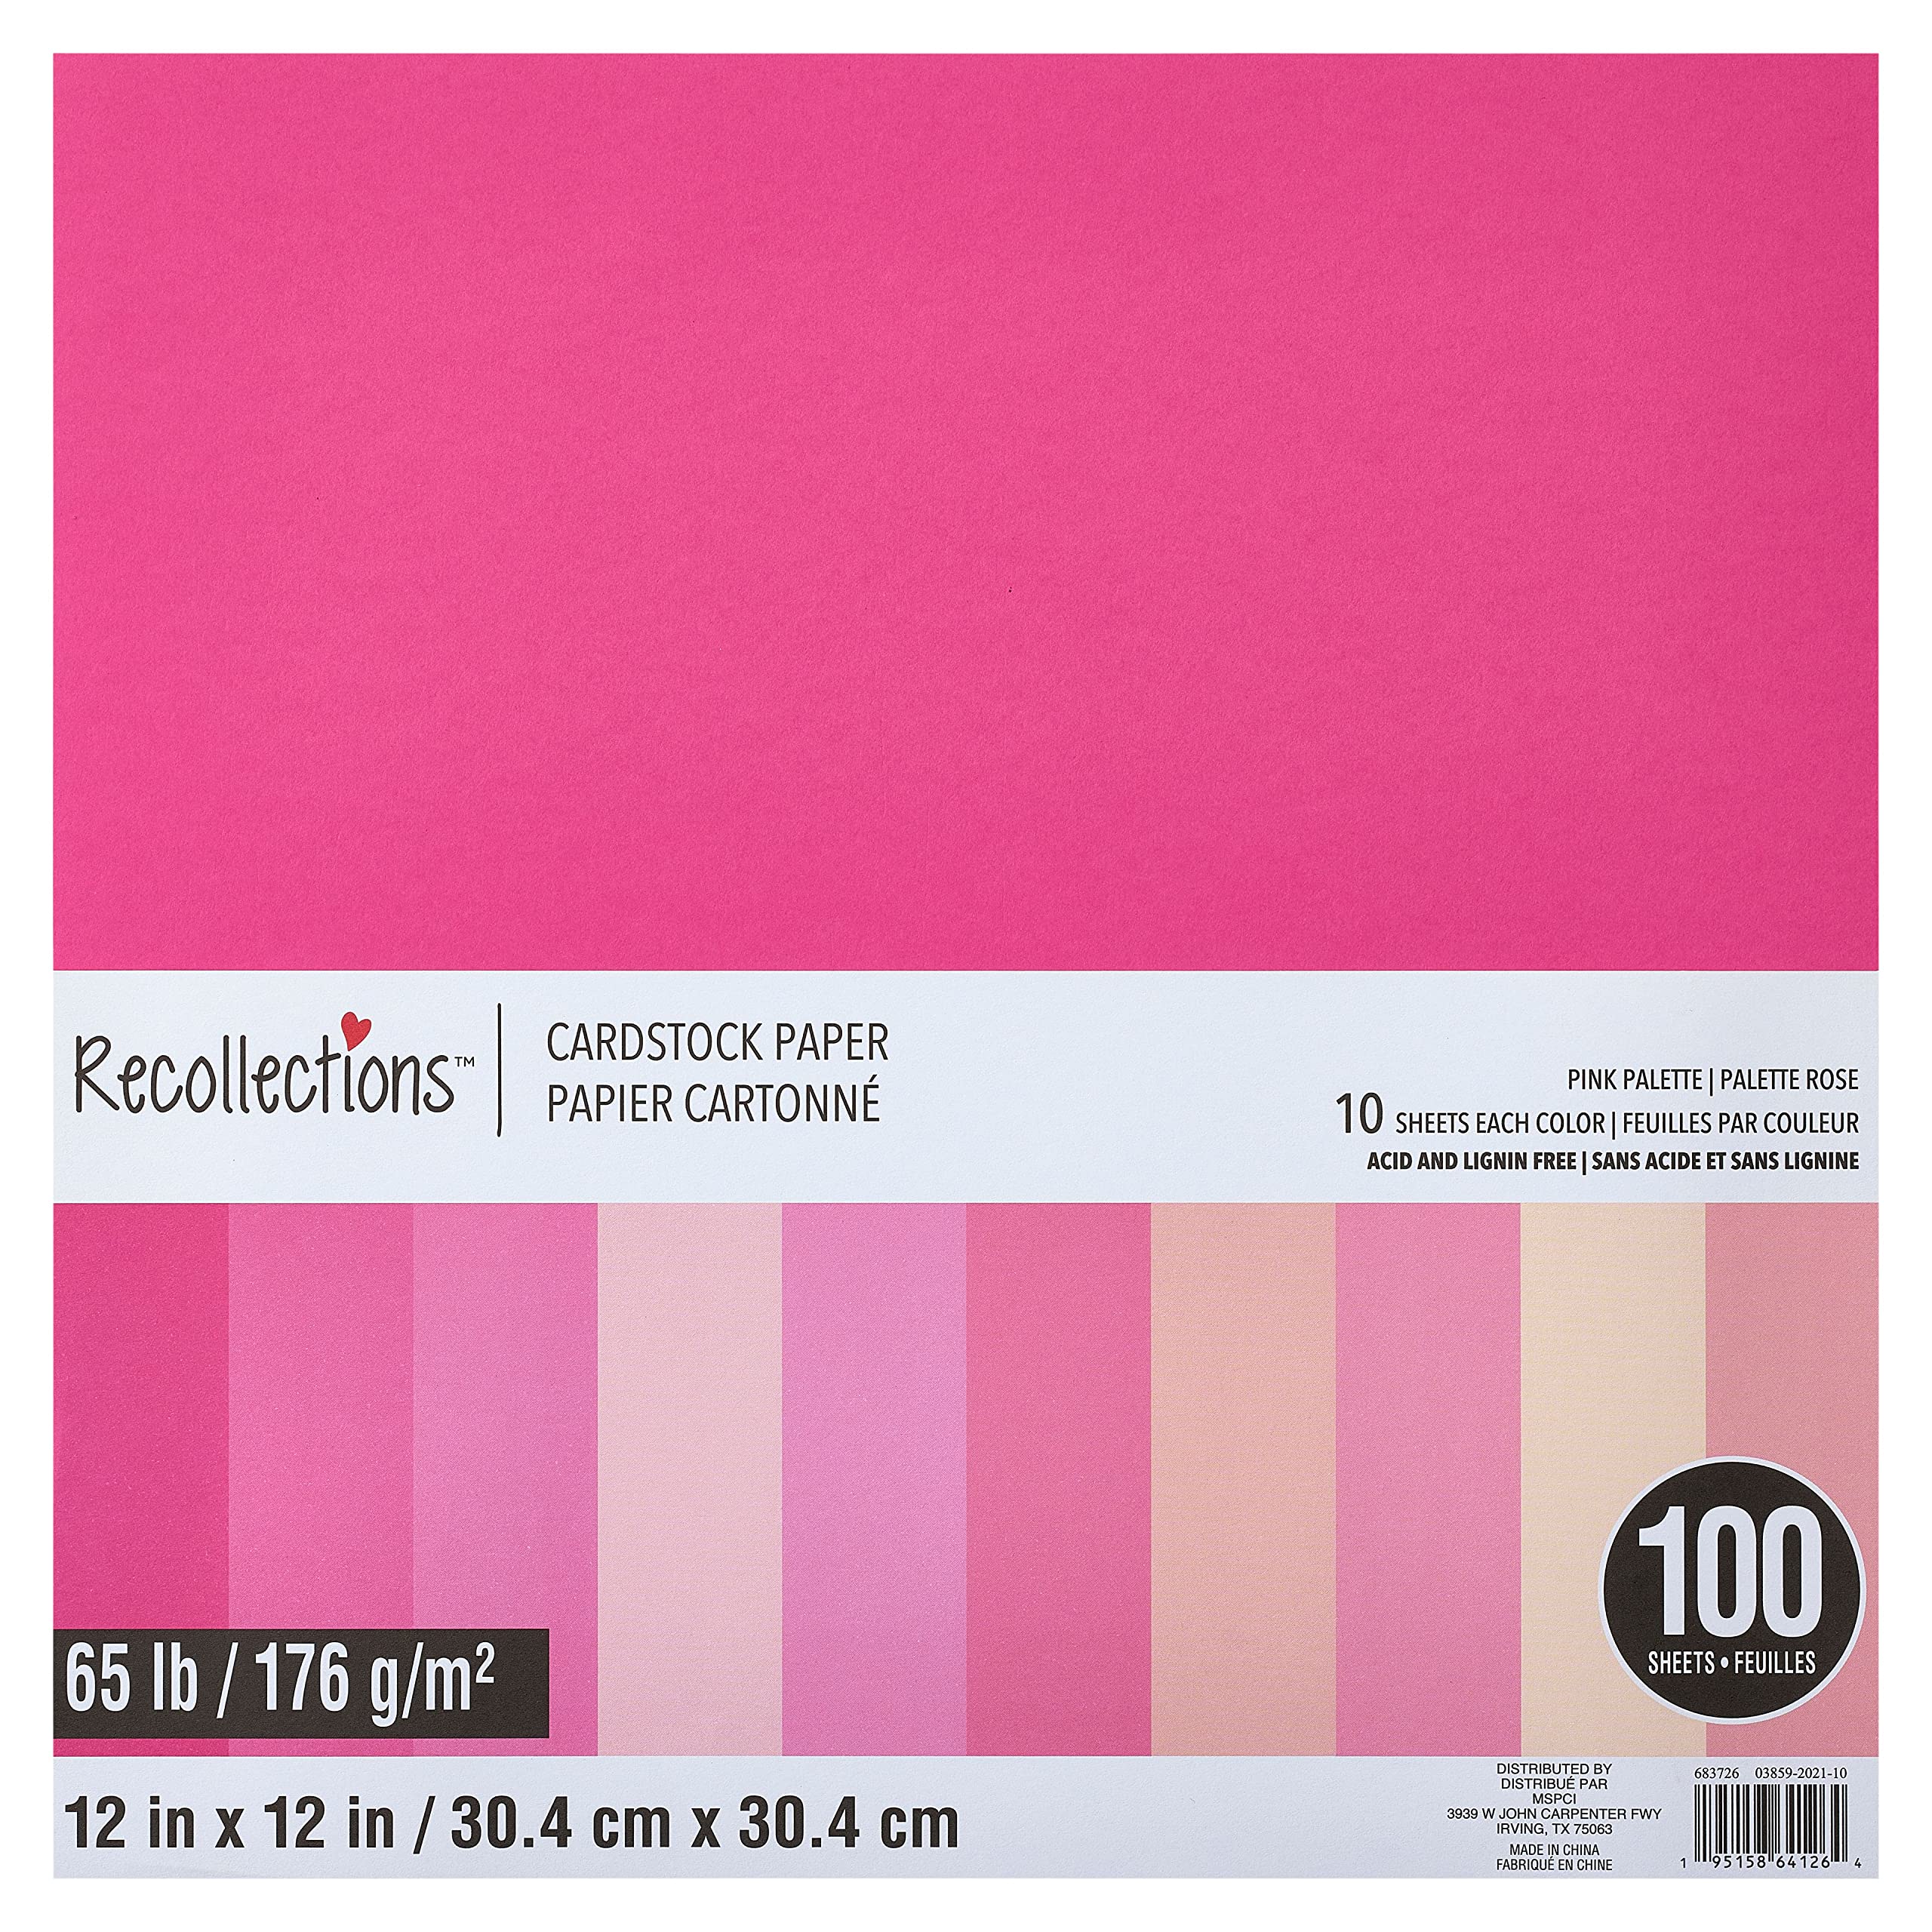 Recollections™
CARDSTOCK PAPER
PAPIER CARTONNÉ
PINK PALETTE | PALETTE ROSE
10 SHEETS EACH COLOR | FEUILLES PAR COULEUR
ACID AND LIGNIN FREE | SANS ACIDE ET SANS LIGNINE
100
SHEETS • FEUILLES
65 lb / 176 g/m²
12 in x 12 in / 30.4 cm x 30.4 cm
DISTRIBUTED BY
DISTRIBUÉ PAR
MSPCI
3939 W JOHN CARPENTER FWY
IRVING, TX 75063
MADE IN CHINA
FABRIQUÉ EN CHINE
683726 03859-2021-10
1 95158 64126 4